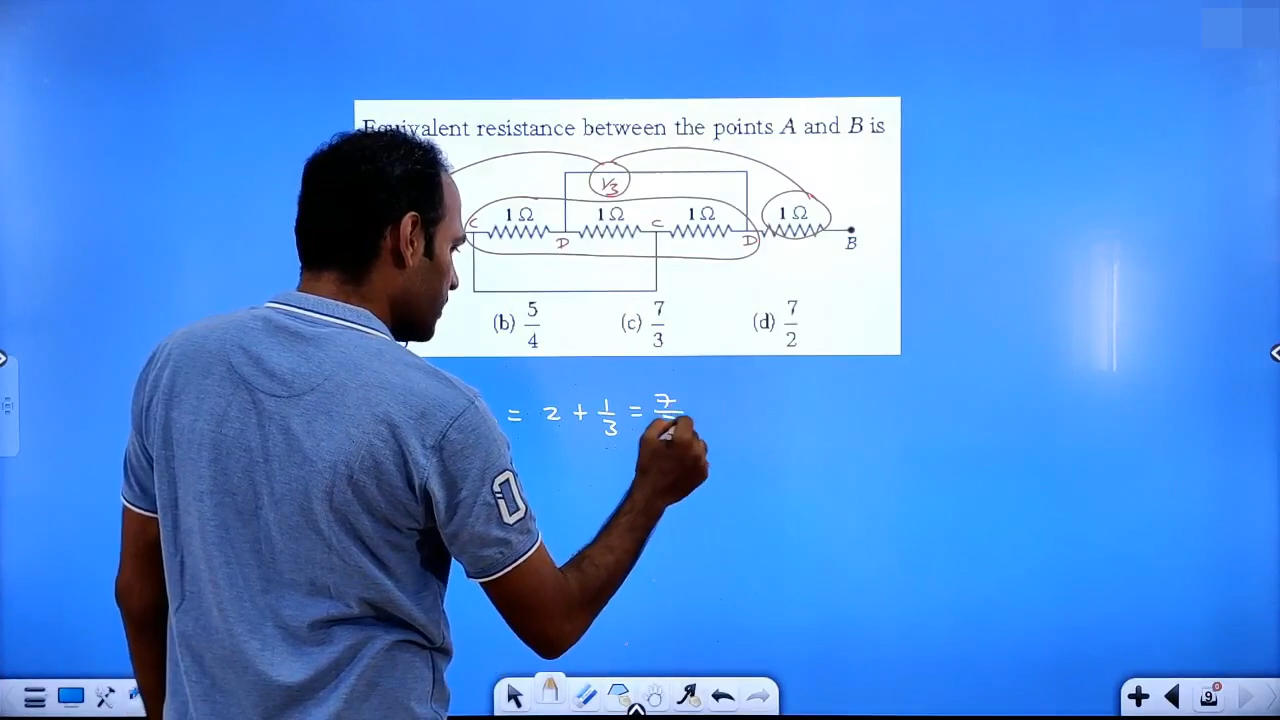 Equivalent resistance between the points A and B is
1/3
1 Ω 1 Ω 1 Ω 1 Ω
C D C D B
(b) 5/4 (c) 7/3 (d) 7/2
= 2 + 1/3 = 7
9